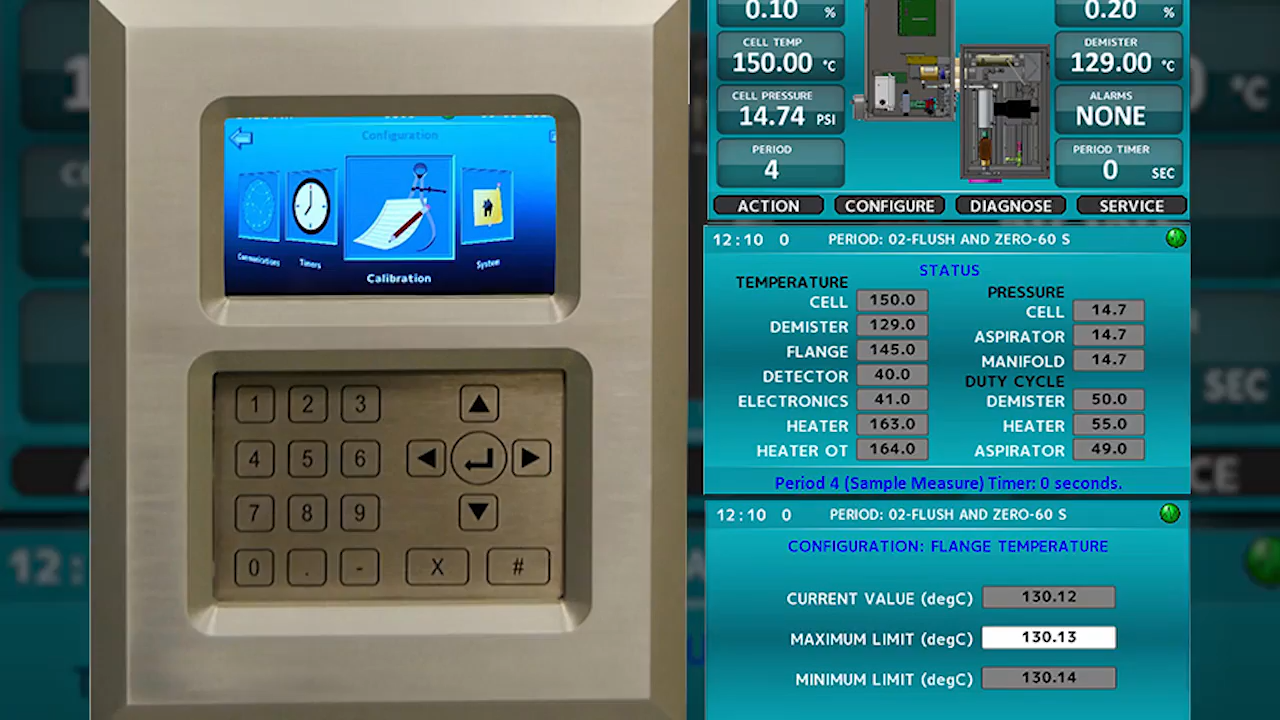 Configuration
Communications
Timers
System
Calibration
1 2 3
4 5 6
7 8 9
0 . - X #
0.10 %
0.20 %
CELL TEMP
150.00 °C
DEMISTER
129.00 °C
CELL PRESSURE
14.74 PSI
ALARMS
NONE
PERIOD
4
PERIOD TIMER
0 SEC
ACTION CONFIGURE DIAGNOSE SERVICE
12:10 0 PERIOD: 02-FLUSH AND ZERO-60 S
STATUS
TEMPERATURE
CELL 150.0
DEMISTER 129.0
FLANGE 145.0
DETECTOR 40.0
ELECTRONICS 41.0
HEATER 163.0
HEATER OT 164.0
PRESSURE
CELL 14.7
ASPIRATOR 14.7
MANIFOLD 14.7
DUTY CYCLE
DEMISTER 50.0
HEATER 55.0
ASPIRATOR 49.0
Period 4 (Sample Measure) Timer: 0 seconds.
12:10 0 PERIOD: 02-FLUSH AND ZERO-60 S
CONFIGURATION: FLANGE TEMPERATURE
CURRENT VALUE (degC) 130.12
MAXIMUM LIMIT (degC) 130.13
MINIMUM LIMIT (degC) 130.14
°C
SEC
CE
12: